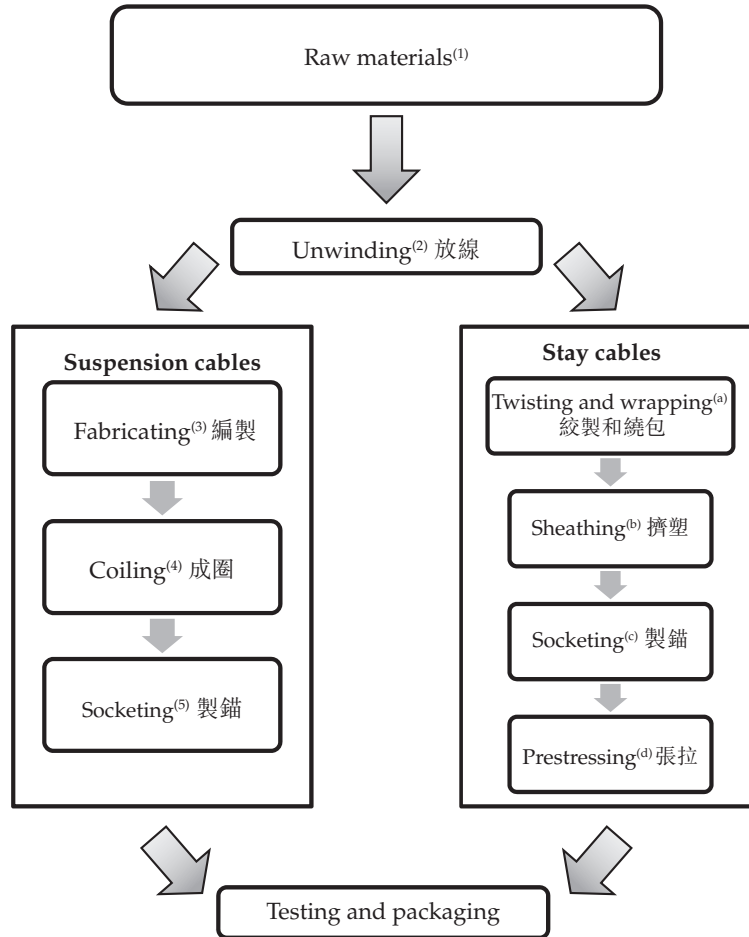 Raw materials(1)
Unwinding(2) 放線
Suspension cables
Fabricating(3) 編製
Coiling(4) 成圈
Socketing(5) 製錨
Stay cables
Twisting and wrapping(a)
絞製和繞包
Sheathing(b) 擠塑
Socketing(c) 製錨
Prestressing(d) 張拉
Testing and packaging